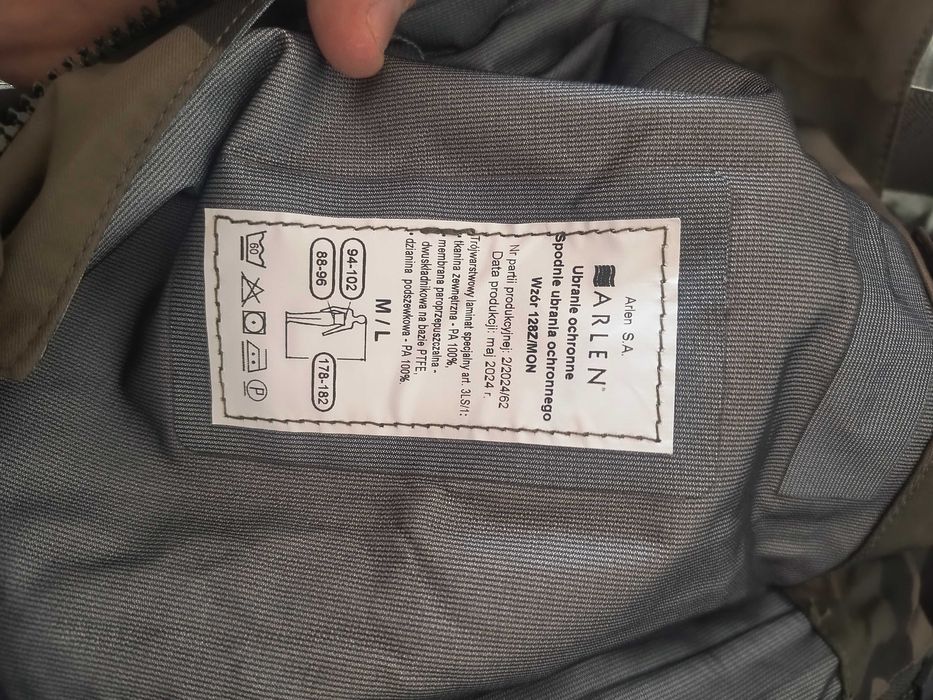 Arlen S.A.
ARLEN
Ubranie ochronne
Spodnie ubrania ochronnego
Wzór 128Z/MON
Nr partii produkcyjnej: 2/2024/62
Data produkcji: maj 2024 r.
Trójwarstwowy laminat specjalny art. 3LS/1:
• tkanina zewnętrzna - PA 100%,
• membrana paroprzepuszczalna -
dwuskładnikowa na bazie PTFE,
• dzianina podszewkowa - PA 100%.
M / L
94-102
88-96
178-182
60
P